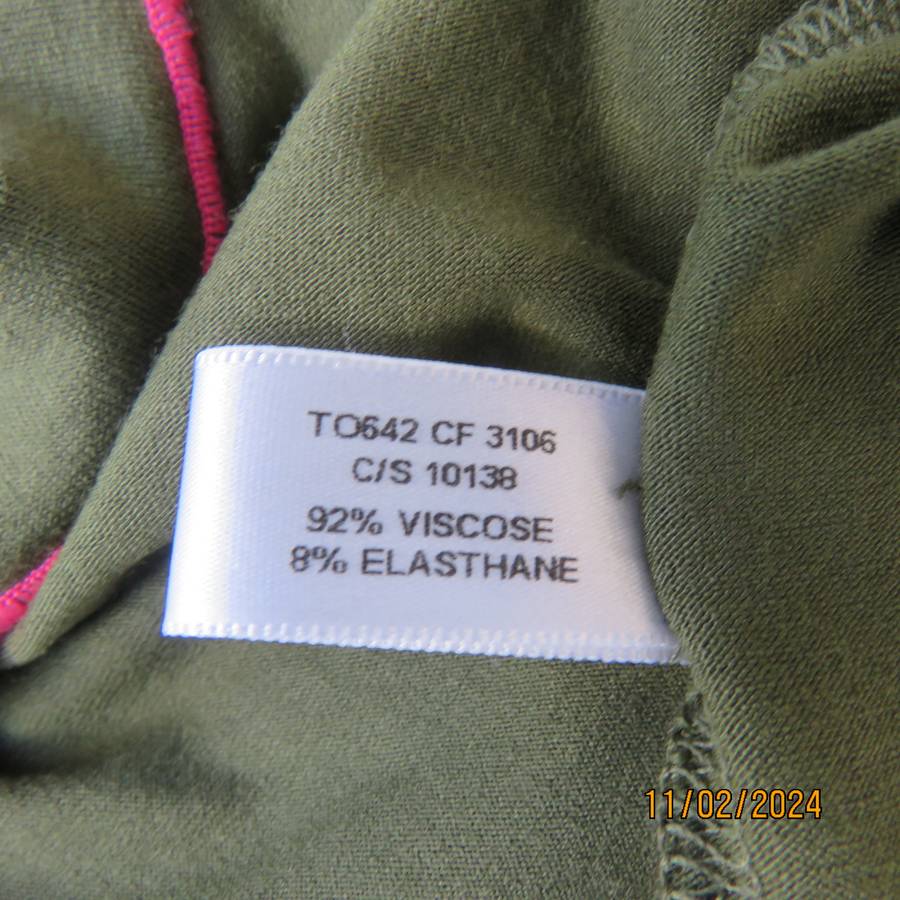 TO642 CF 3106
C/S 10138
92% VISCOSE
8% ELASTHANE
11/02/2024